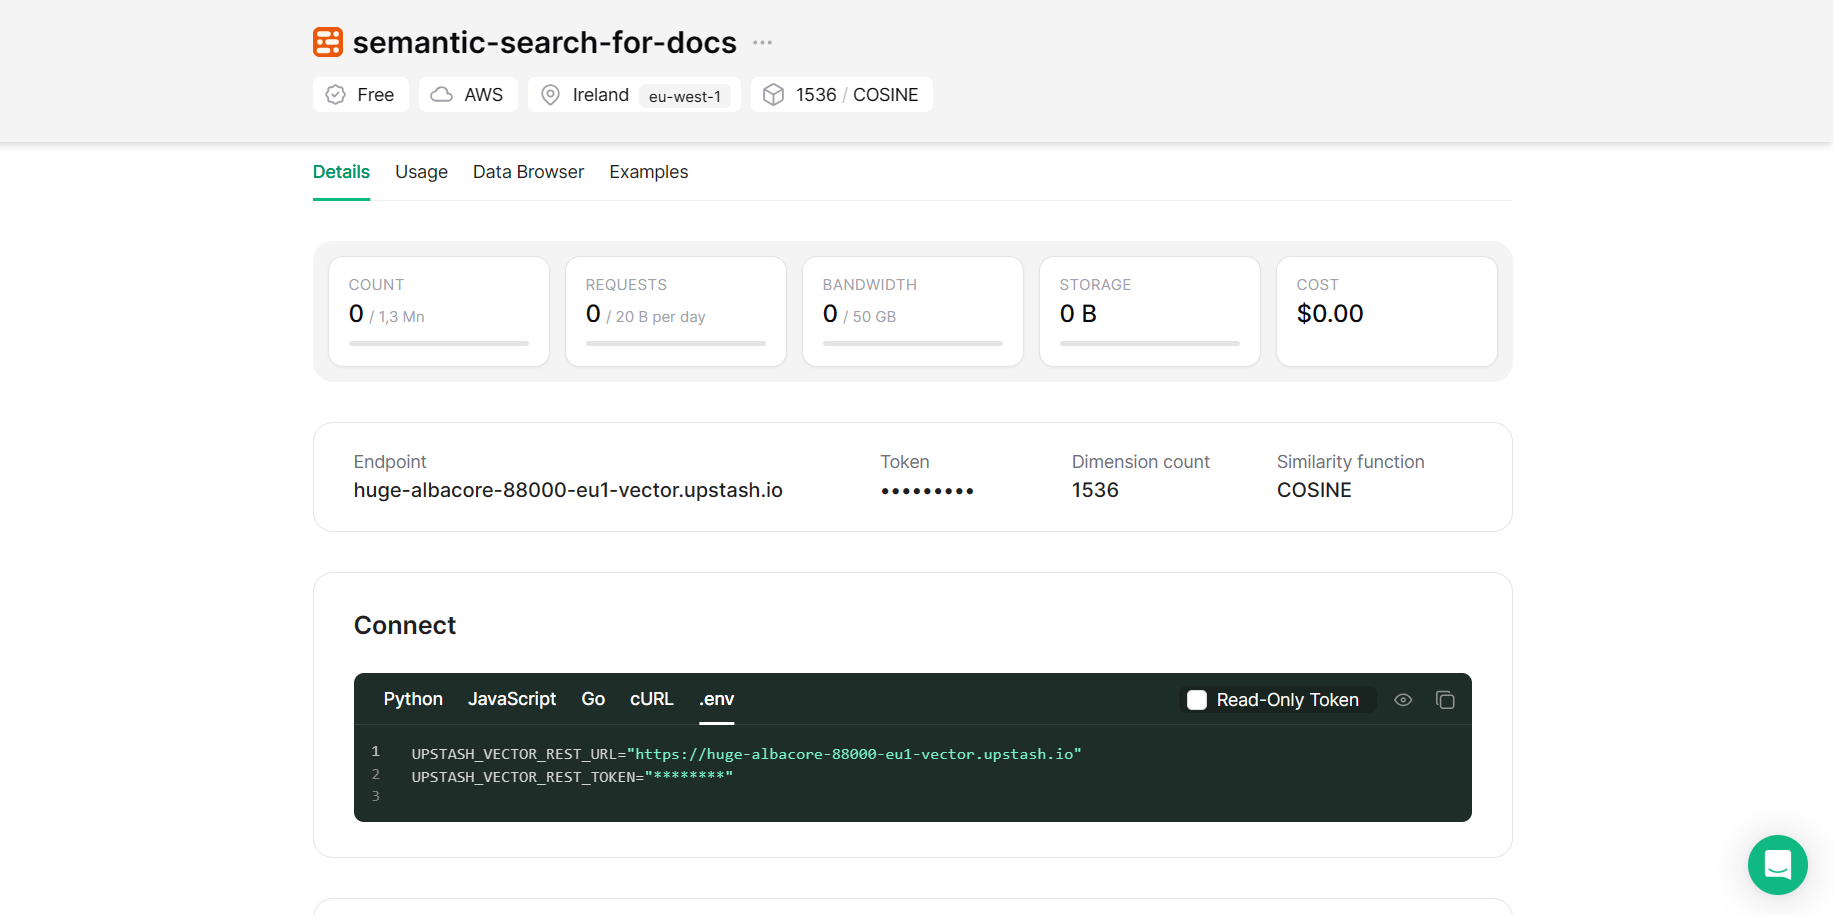 semantic-search-for-docs ...
Free AWS Ireland eu-west-1 1536 / COSINE
Details Usage Data Browser Examples
COUNT
0 / 1,3 Mn
REQUESTS
0 / 20 B per day
BANDWIDTH
0 / 50 GB
STORAGE
0 B
COST
$0.00
Endpoint
huge-albacore-88000-eu1-vector.upstash.io
Token
•••••••••
Dimension count
1536
Similarity function
COSINE
Connect
Python JavaScript Go cURL .env Read-Only Token
1 UPSTASH_VECTOR_REST_URL="https://huge-albacore-88000-eu1-vector.upstash.io"
2 UPSTASH_VECTOR_REST_TOKEN="********"
3